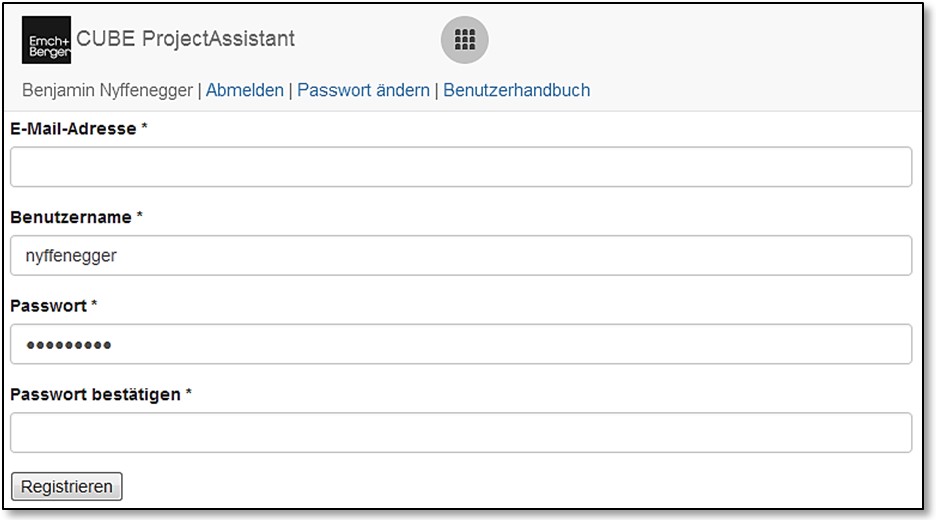 Emch+
Berger
CUBE ProjectAssistant
Benjamin Nyffenegger | Abmelden | Passwort ändern | Benutzerhandbuch
E-Mail-Adresse *
Benutzername *
nyffenegger
Passwort *
●●●●●●●●●
Passwort bestätigen *
Registrieren